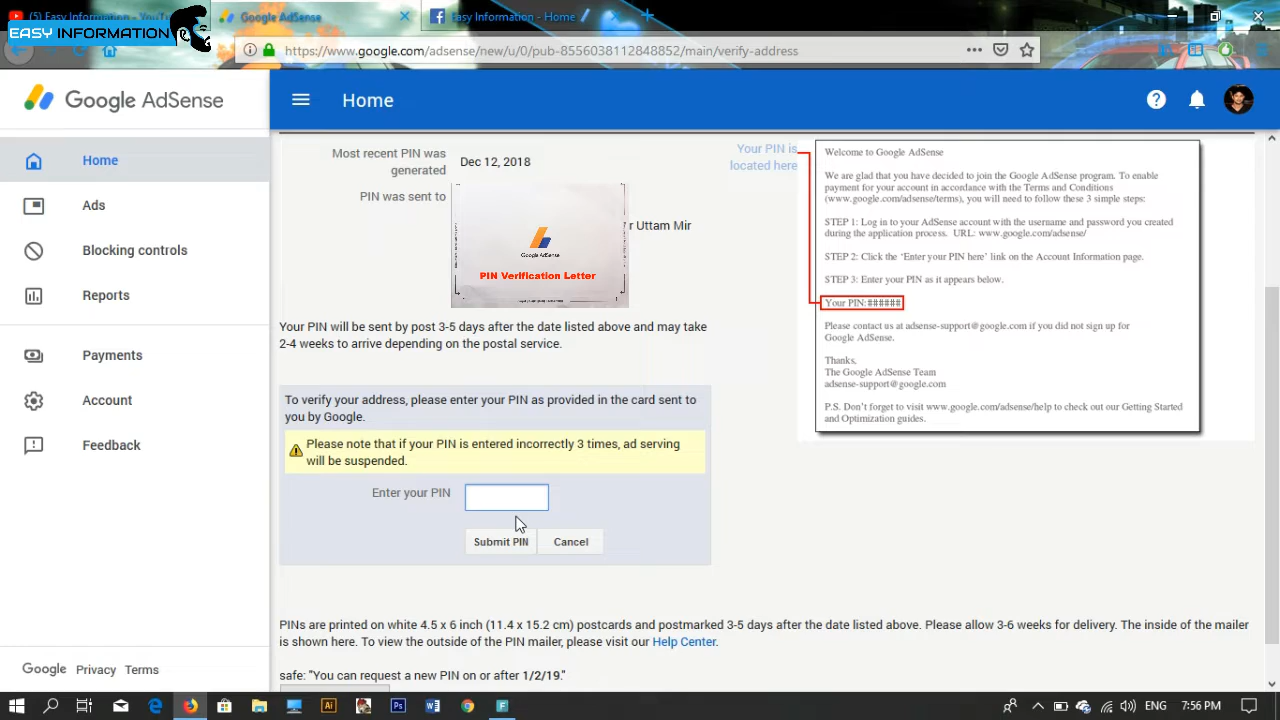 Easy Information - YouT
Google AdSense
Easy Information - Home
EASY INFORMATION
https://www.google.com/adsense/new/u/0/pub-8556038112848852/main/verify-address
Google AdSense
Home
Home
Ads
Blocking controls
Reports
Payments
Account
Feedback
Google Privacy Terms
Most recent PIN was
generated
Dec 12, 2018
PIN was sent to
r Uttam Mir
Google AdSense
PIN Verification Letter
Your PIN is
located here
Welcome to Google AdSense
We are glad that you have decided to join the Google AdSense program. To enable
payment for your account in accordance with the Terms and Conditions
(www.google.com/adsense/terms), you will need to follow these 3 simple steps:
STEP 1: Log in to your AdSense account with the username and password you created
during the application process. URL: www.google.com/adsense/
STEP 2: Click the ‘Enter your PIN here’ link on the Account Information page.
STEP 3: Enter your PIN as it appears below.
Your PIN: ######
Please contact us at adsense-support@google.com if you did not sign up for
Google AdSense.
Thanks,
The Google AdSense Team
adsense-support@google.com
P.S. Don’t forget to visit www.google.com/adsense/help to check out our Getting Started
and Optimization guides.
Your PIN will be sent by post 3-5 days after the date listed above and may take
2-4 weeks to arrive depending on the postal service.
To verify your address, please enter your PIN as provided in the card sent to
you by Google.
Please note that if your PIN is entered incorrectly 3 times, ad serving
will be suspended.
Enter your PIN
Submit PIN
Cancel
PINs are printed on white 4.5 x 6 inch (11.4 x 15.2 cm) postcards and postmarked 3-5 days after the date listed above. Please allow 3-6 weeks for delivery. The inside of the mailer
is shown here. To view the outside of the PIN mailer, please visit our Help Center.
safe: "You can request a new PIN on or after 1/2/19."
ENG
7:56 PM